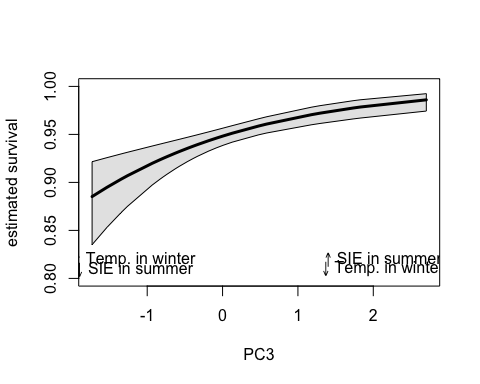 1.00
0.95
0.90
0.85
0.80
estimated survival
Temp. in winter
SIE in summer
SIE in summer
Temp. in winte
-1
0
1
2
PC3